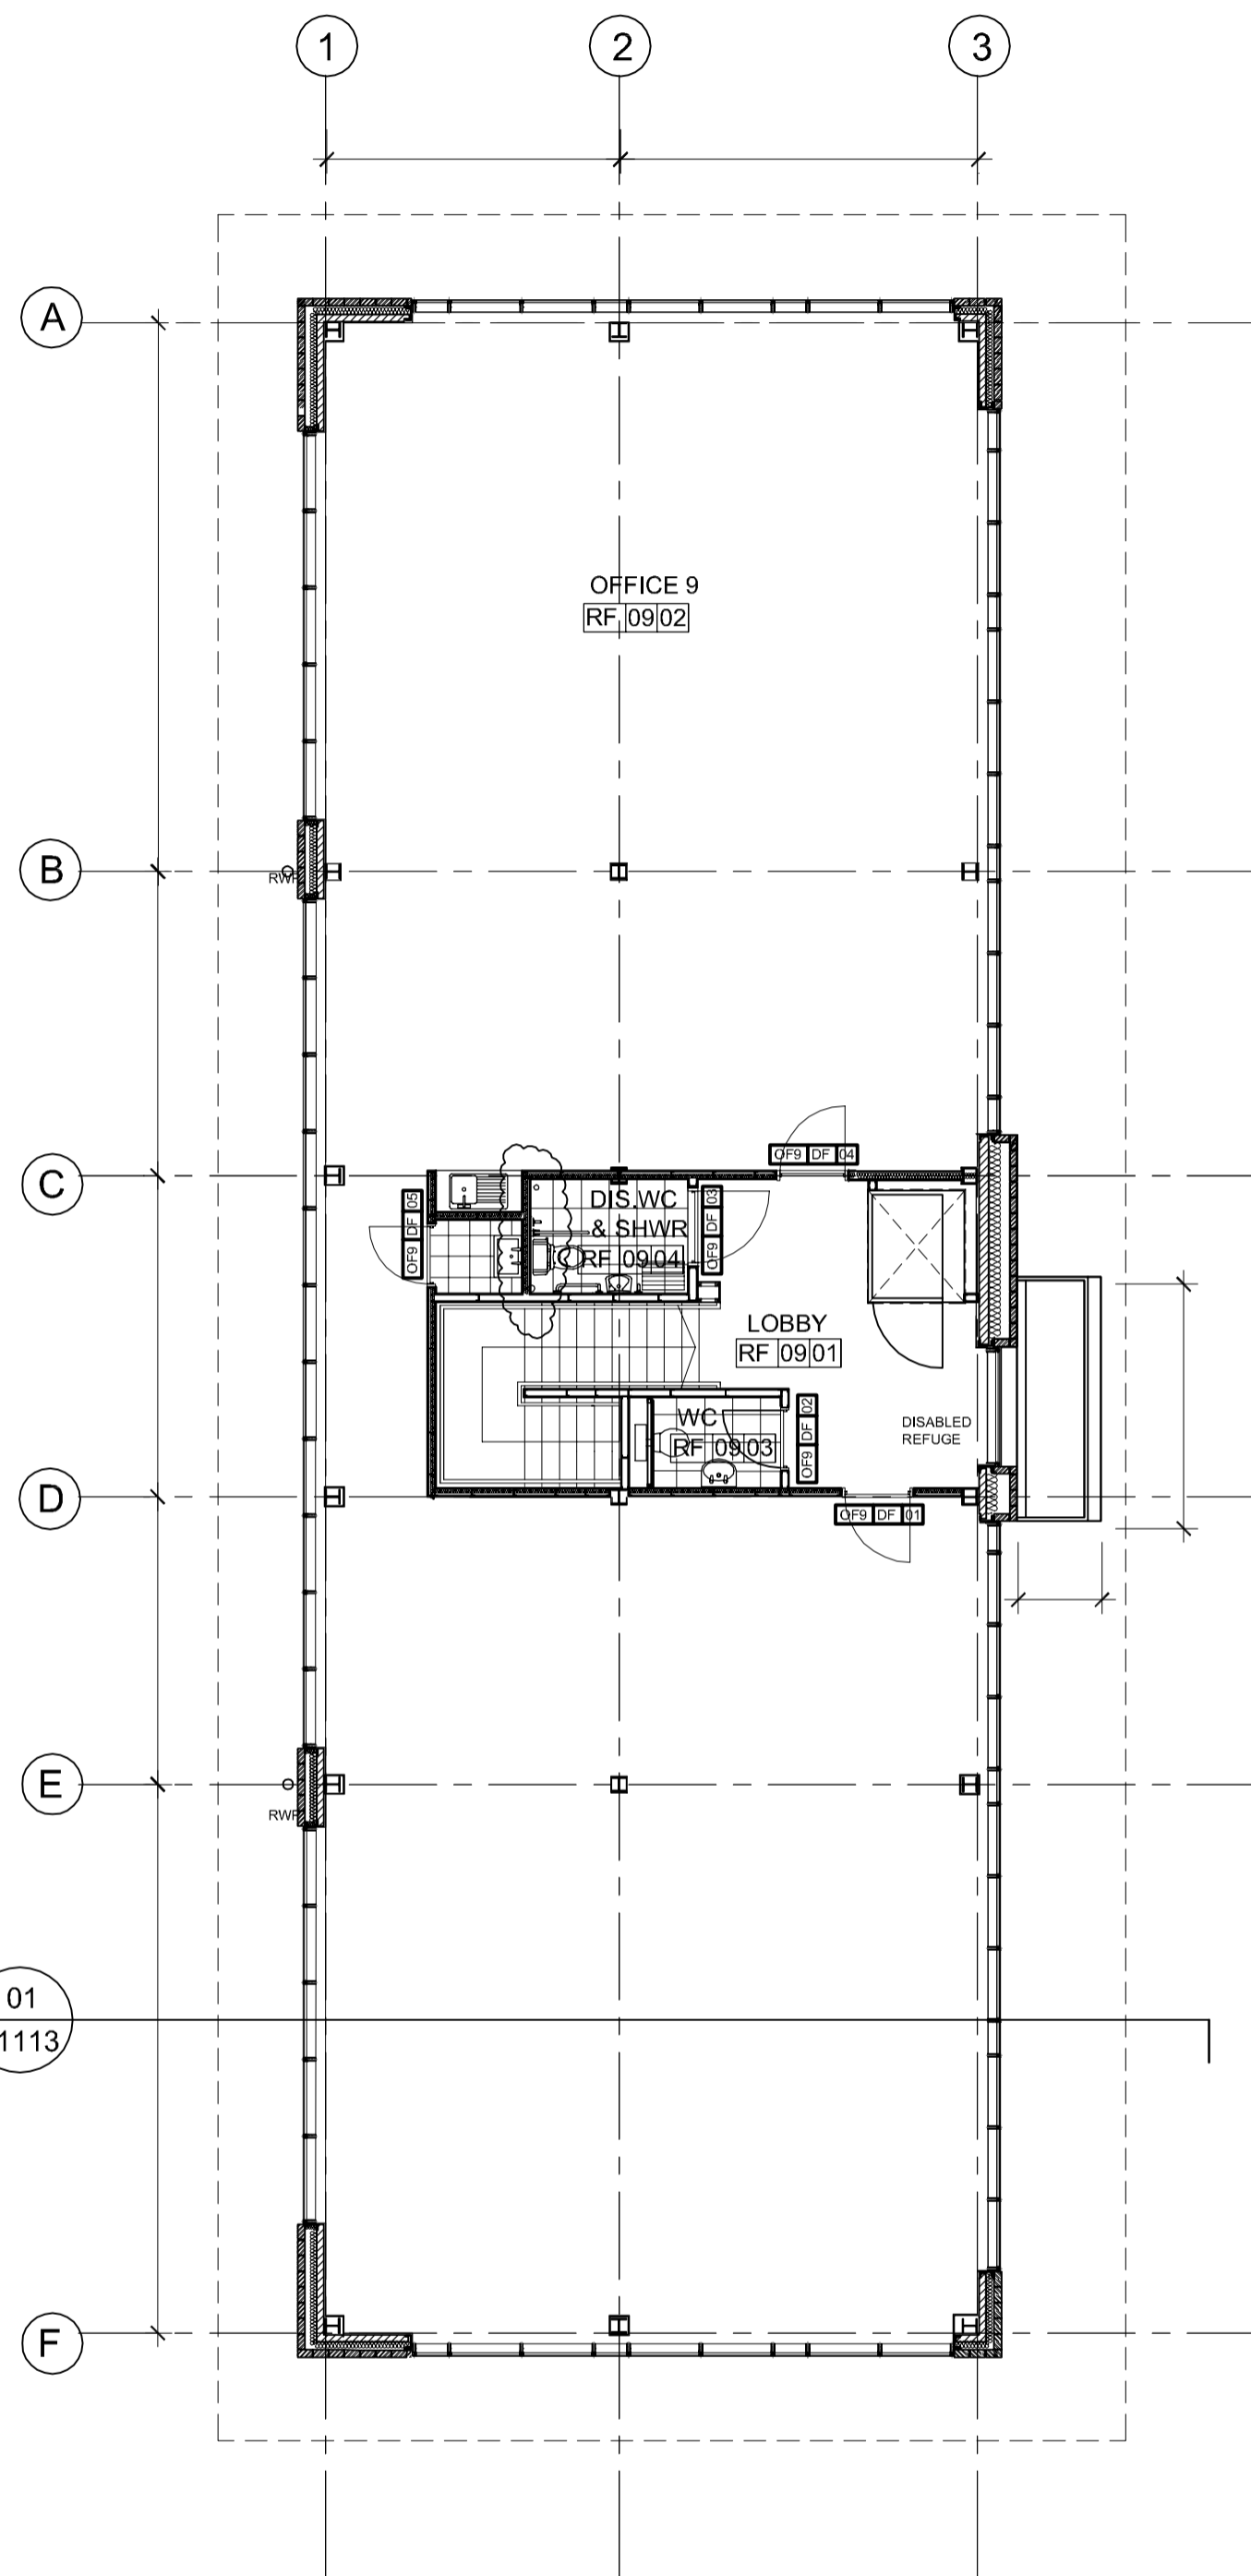 1
2
3
A
OFFICE 9
RF 09 02
B
RWP
OF9 DF 04
C
OF9 DF 05
DIS.WC
& SHWR
RF 09 04
OF9 DF 03
LOBBY
RF 09 01
WC
RF 09 03
OF9 DF 02
DISABLED
REFUGE
D
OF9 DF 01
E
RWP
01
1113
F